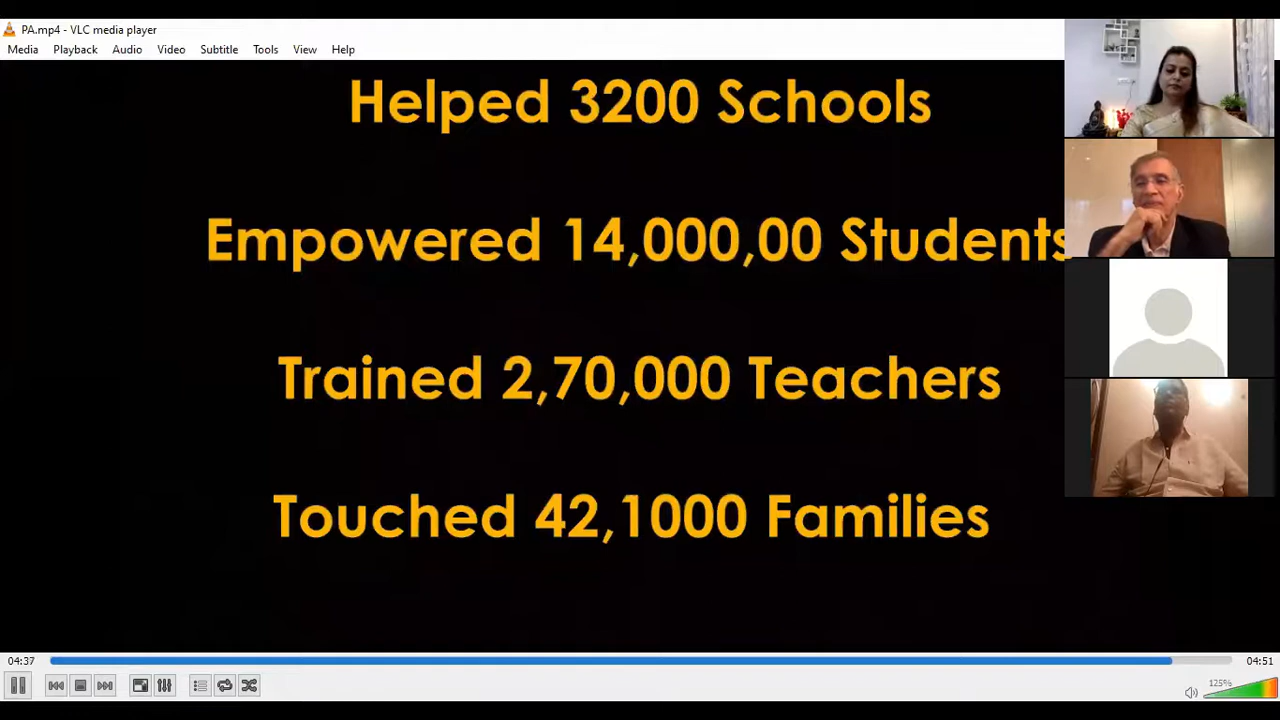 PA.mp4 - VLC media player
Media Playback Audio Video Subtitle Tools View Help
Helped 3200 Schools
Empowered 14,000,00 Students
Trained 2,70,000 Teachers
Touched 42,1000 Families
04:37
04:51
125%